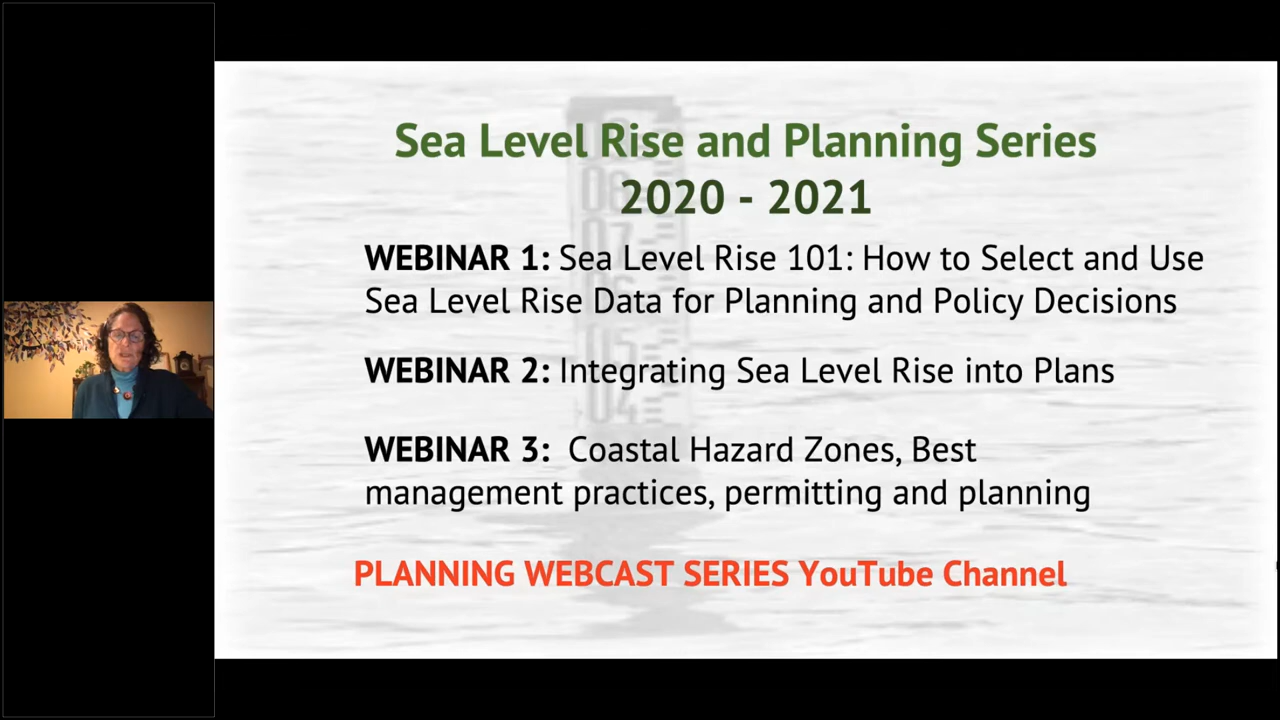 Sea Level Rise and Planning Series
2020 - 2021
WEBINAR 1: Sea Level Rise 101: How to Select and Use
Sea Level Rise Data for Planning and Policy Decisions
WEBINAR 2: Integrating Sea Level Rise into Plans
WEBINAR 3: Coastal Hazard Zones, Best
management practices, permitting and planning
PLANNING WEBCAST SERIES YouTube Channel